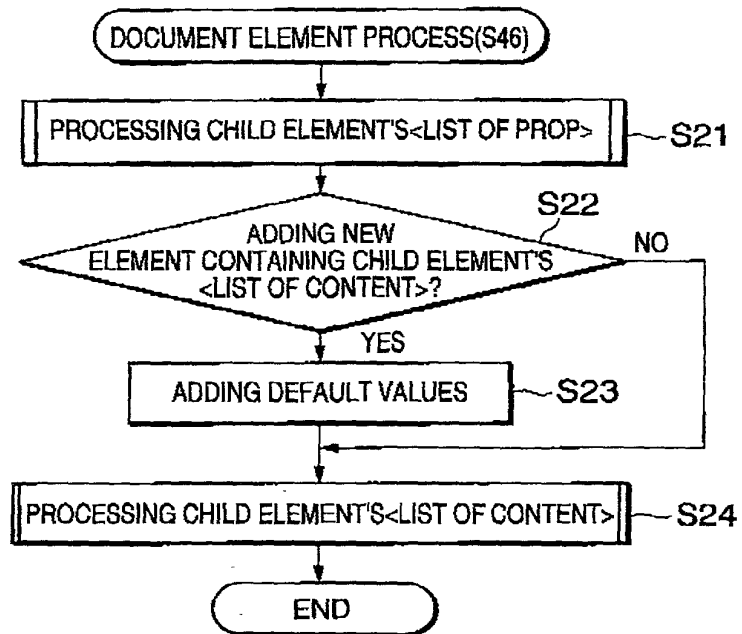 DOCUMENT ELEMENT PROCESS(S46)
PROCESSING CHILD ELEMENT'S<LIST OF PROP>
S21
S22
ADDING NEW
ELEMENT CONTAINING CHILD ELEMENT'S
<LIST OF CONTENT>?
NO
YES
ADDING DEFAULT VALUES
S23
PROCESSING CHILD ELEMENT'S<LIST OF CONTENT>
S24
END